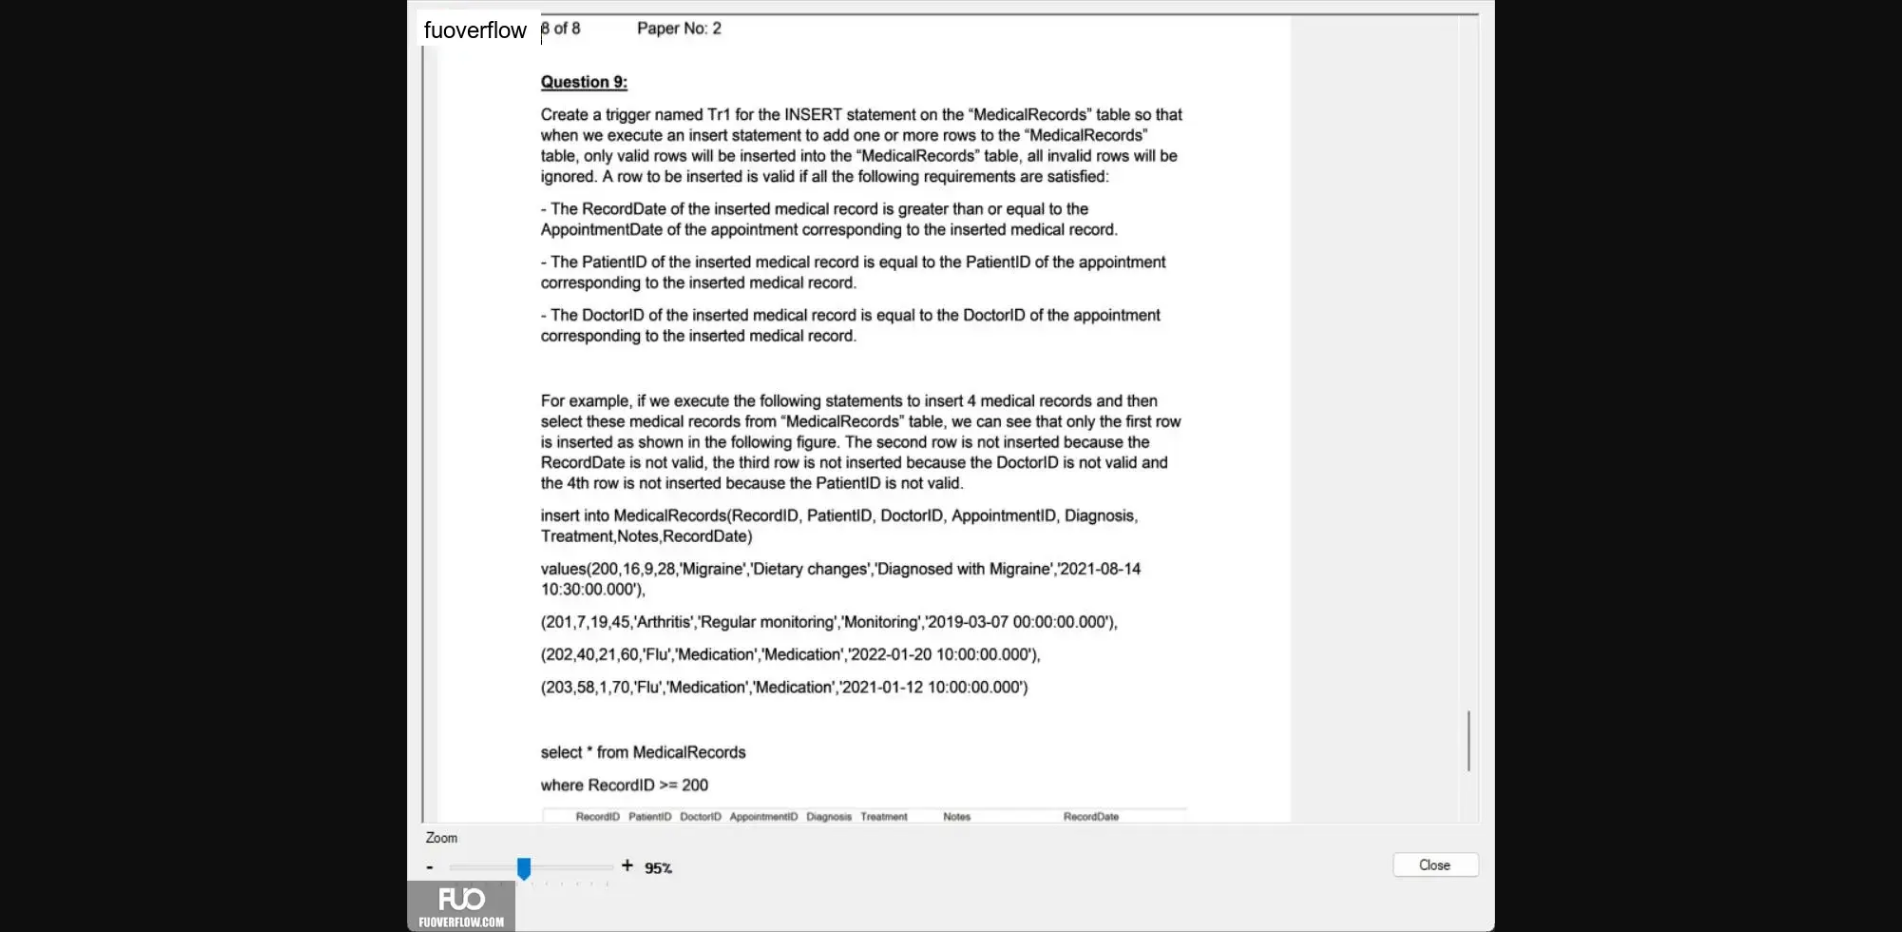 fuoverflow
8 of 8 Paper No: 2
Question 9:
Create a trigger named Tr1 for the INSERT statement on the “MedicalRecords” table so that
when we execute an insert statement to add one or more rows to the “MedicalRecords”
table, only valid rows will be inserted into the “MedicalRecords” table, all invalid rows will be
ignored. A row to be inserted is valid if all the following requirements are satisfied:
- The RecordDate of the inserted medical record is greater than or equal to the
AppointmentDate of the appointment corresponding to the inserted medical record.
- The PatientID of the inserted medical record is equal to the PatientID of the appointment
corresponding to the inserted medical record.
- The DoctorID of the inserted medical record is equal to the DoctorID of the appointment
corresponding to the inserted medical record.
For example, if we execute the following statements to insert 4 medical records and then
select these medical records from “MedicalRecords” table, we can see that only the first row
is inserted as shown in the following figure. The second row is not inserted because the
RecordDate is not valid, the third row is not inserted because the DoctorID is not valid and
the 4th row is not inserted because the PatientID is not valid.
insert into MedicalRecords(RecordID, PatientID, DoctorID, AppointmentID, Diagnosis,
Treatment,Notes,RecordDate)
values(200,16,9,28,'Migraine','Dietary changes','Diagnosed with Migraine','2021-08-14
10:30:00.000'),
(201,7,19,45,'Arthritis','Regular monitoring','Monitoring','2019-03-07 00:00:00.000'),
(202,40,21,60,'Flu','Medication','Medication','2022-01-20 10:00:00.000'),
(203,58,1,70,'Flu','Medication','Medication','2021-01-12 10:00:00.000')
select * from MedicalRecords
where RecordID >= 200
RecordID PatientID DoctorID AppointmentID Diagnosis Treatment Notes RecordDate
Zoom
- + 95%
Close
FUO
FUOVERFLOW.COM